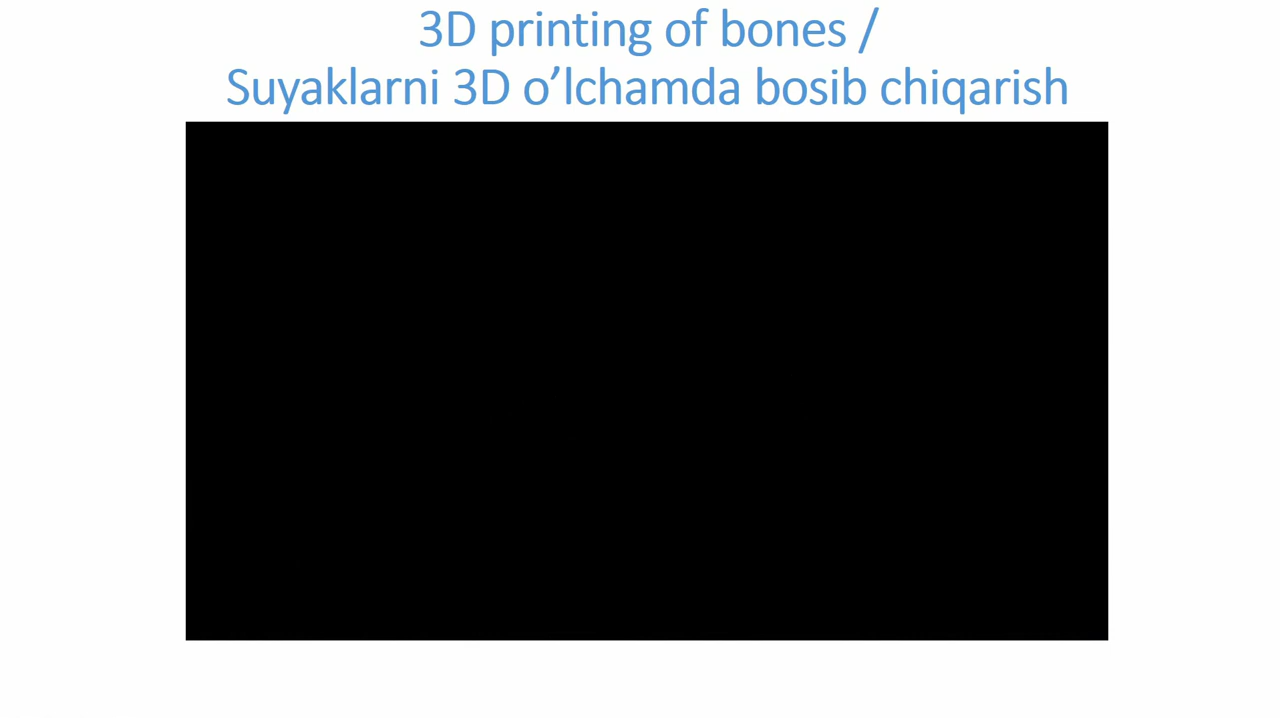 3D printing of bones /
Suyaklarni 3D o’lchamda bosib chiqarish